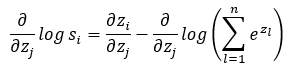 ∂/∂z_j log s_i = ∂z_i/∂z_j − ∂/∂z_j log(∑_{l=1}^{n} e^{z_l})